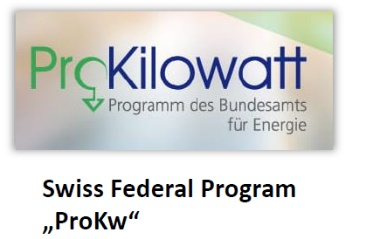 ProKilowatt
Programm des Bundesamts
für Energie
Swiss Federal Program
„ProKw“